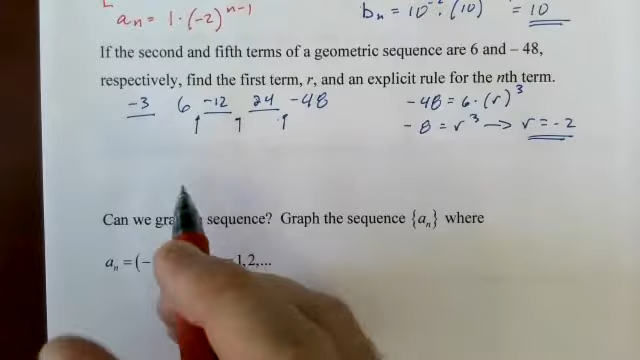 aₙ = 1 · (-2)ⁿ⁻¹
bₙ = 10⁻² · (10) = 10
If the second and fifth terms of a geometric sequence are 6 and – 48,
respectively, find the first term, r, and an explicit rule for the nth term.
-3 6 -12 24 -48
-48 = 6 · (r)³
-8 = r³ → r = -2
Can we sequence? Graph the sequence {aₙ} where
aₙ = (– 1,2,...